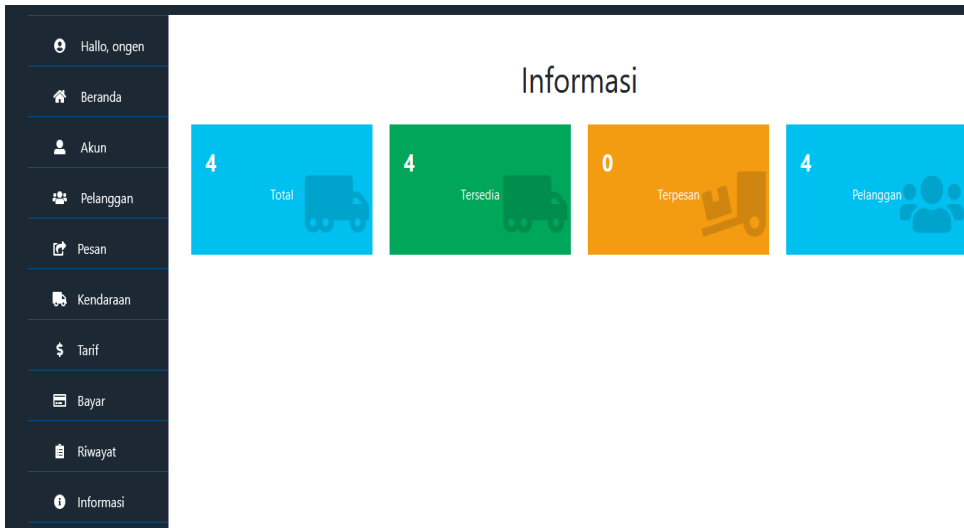 Hallo, ongen
Beranda
Akun
Pelanggan
Pesan
Kendaraan
Tarif
Bayar
Riwayat
Informasi
Informasi
4
Total
4
Tersedia
0
Terpesan
4
Pelanggan